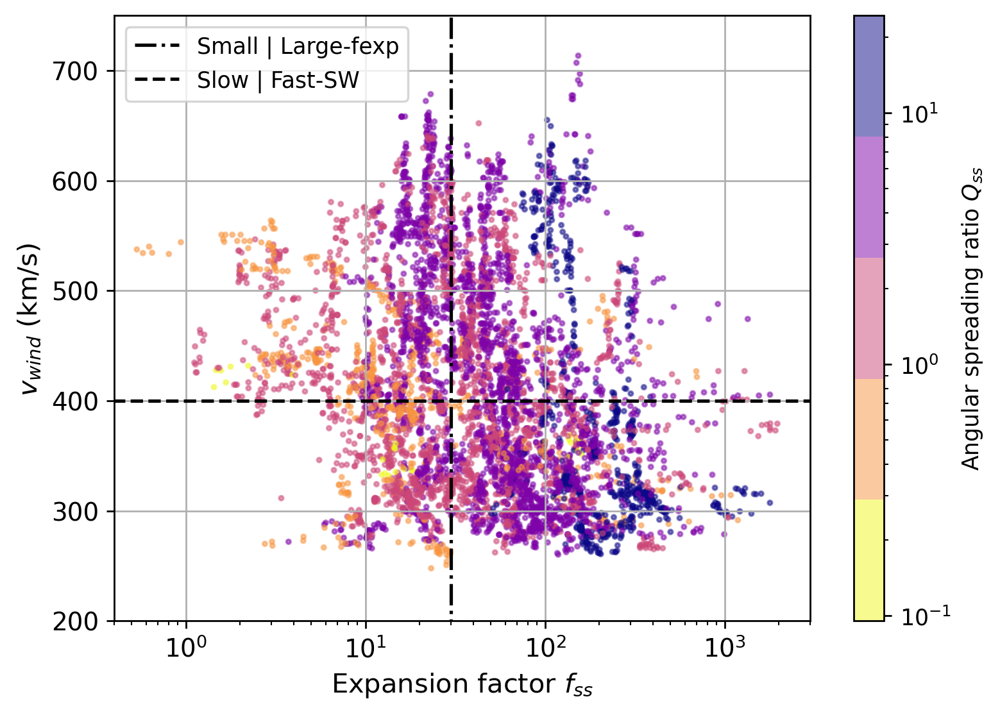 Small | Large-fexp
Slow | Fast-SW
700
600
500
400
300
200
v_wind (km/s)
10^0
10^1
10^2
10^3
Expansion factor f_ss
10^1
10^0
10^-1
Angular spreading ratio Q_ss